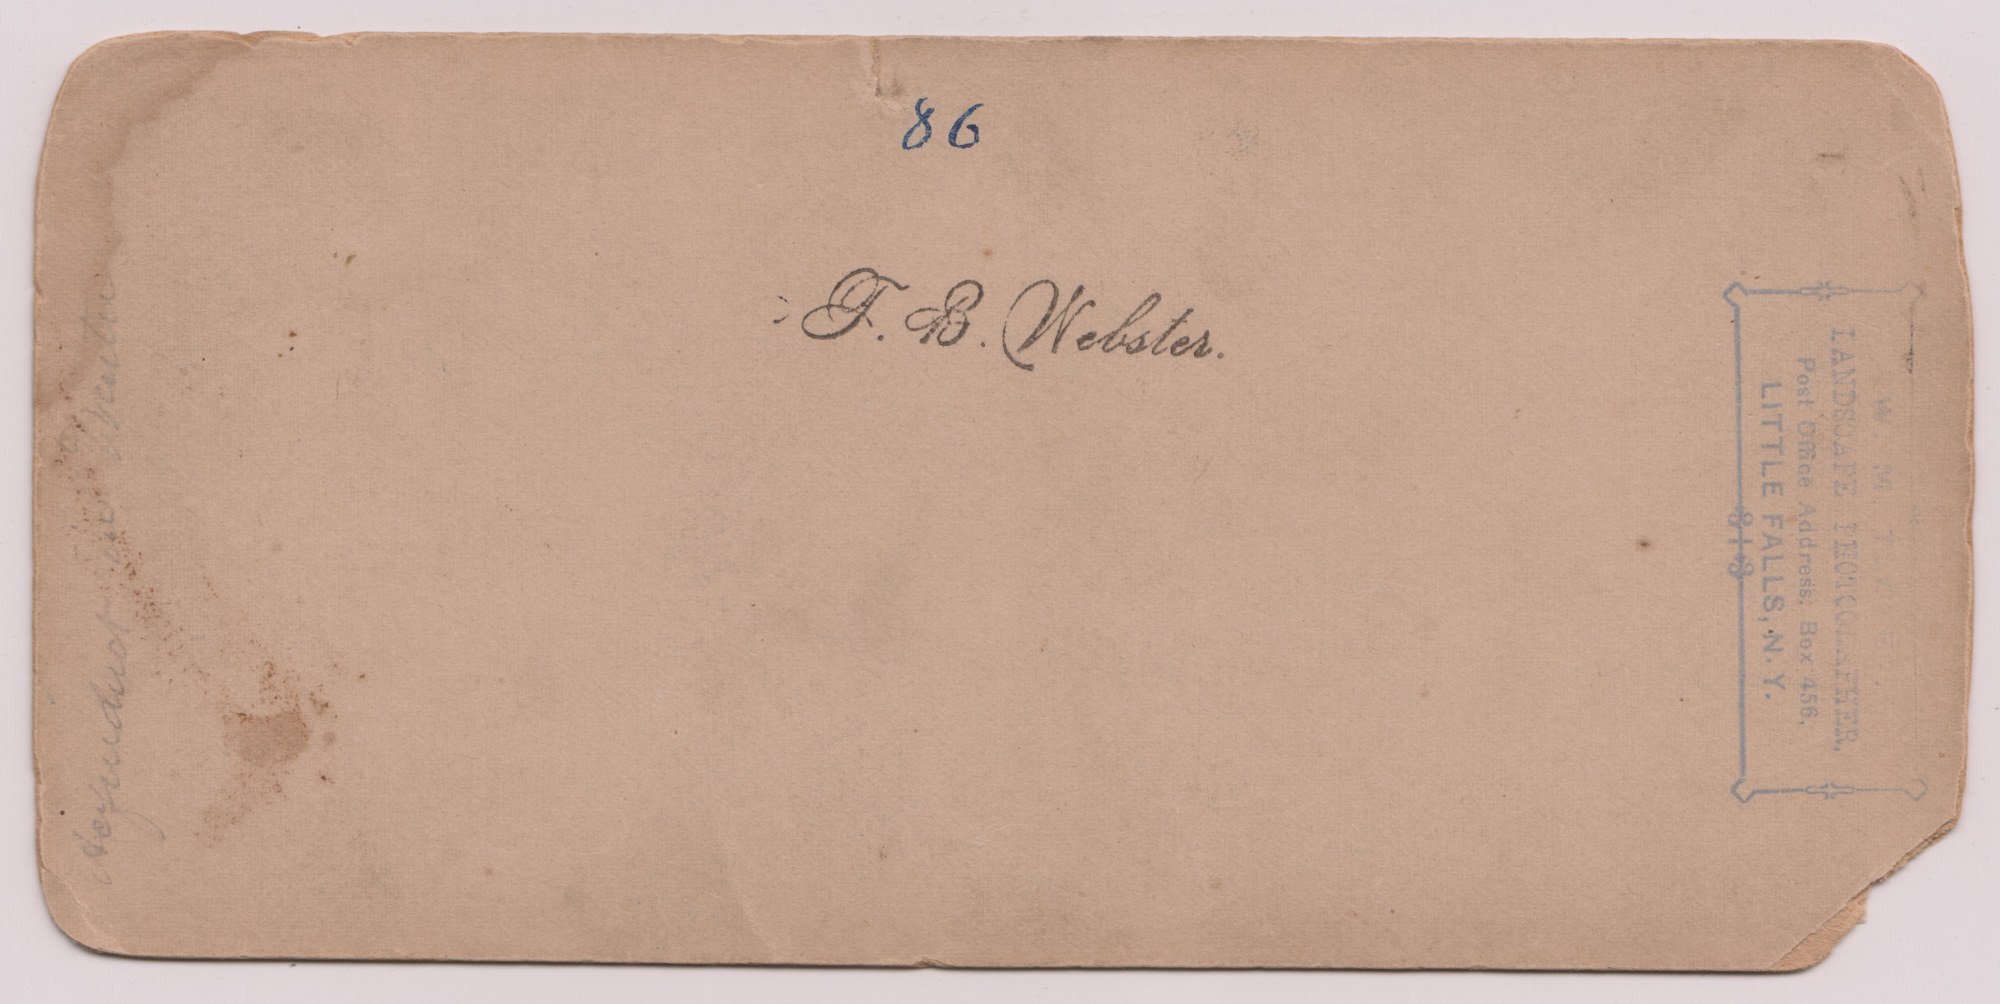 86
F. B. Webster.
LANDSCAPE PHOTOGRAPHER,
Post Office Address, Box 456,
LITTLE FALLS, N. Y.